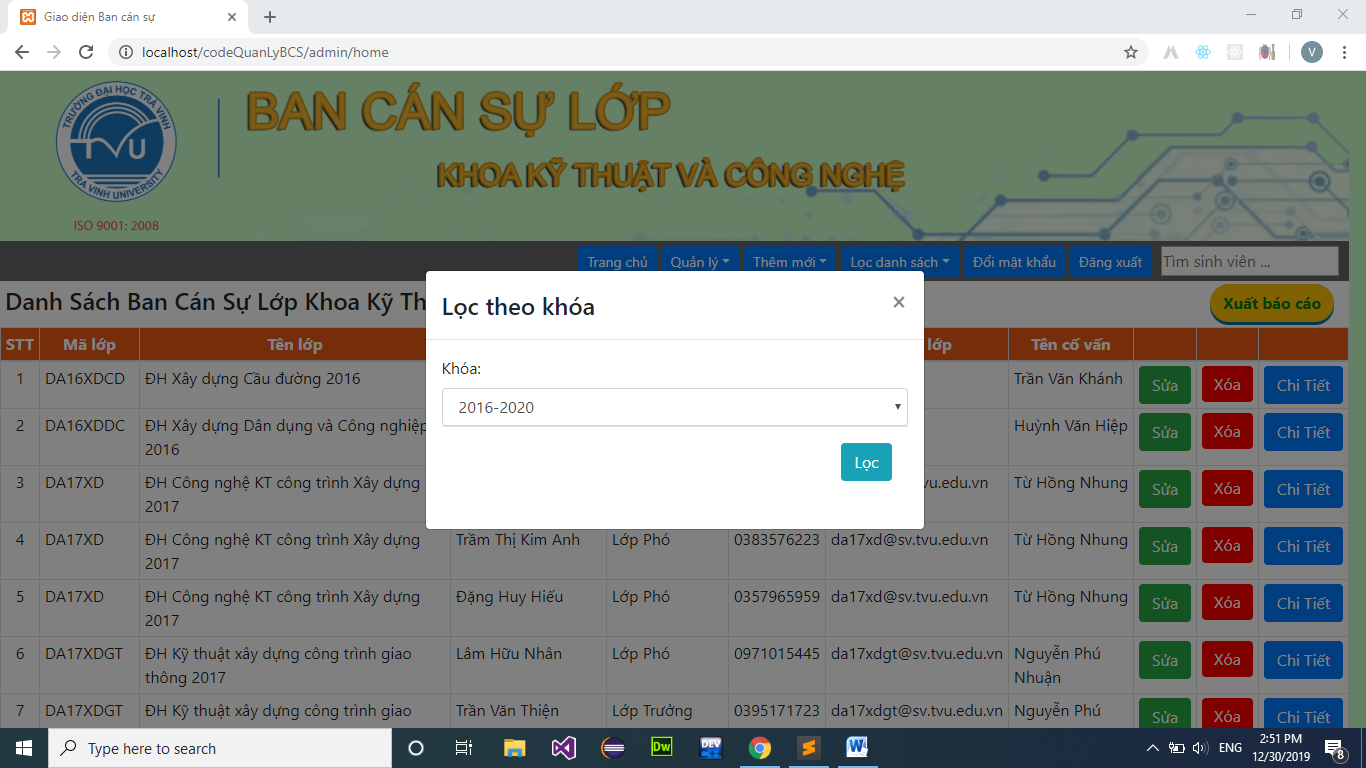 Giao diện Ban cán sự
localhost/codeQuanLyBCS/admin/home
V
TRƯỜNG ĐẠI HỌC TRÀ VINH
TVU
TRA VINH UNIVERSITY
ISO 9001: 2008
BAN CÁN SỰ LỚP
KHOA KỸ THUẬT VÀ CÔNG NGHỆ
Trang chủ Quản lý Thêm mới Lọc danh sách Đổi mật khẩu Đăng xuất Tìm sinh viên ...
Danh Sách Ban Cán Sự Lớp Khoa Kỹ Th
Xuất báo cáo
Lọc theo khóa ×
Khóa:
2016-2020
Lọc
STT Mã lớp Tên lớp lớp Tên cố vấn
1 DA16XDCD ĐH Xây dựng Cầu đường 2016 Trần Văn Khánh Sửa Xóa Chi Tiết
2 DA16XDDC ĐH Xây dựng Dân dụng và Công nghiệp Huỳnh Văn Hiệp Sửa Xóa Chi Tiết
2016
3 DA17XD ĐH Công nghệ KT công trình Xây dựng vu.edu.vn Từ Hồng Nhung Sửa Xóa Chi Tiết
2017
4 DA17XD ĐH Công nghệ KT công trình Xây dựng Trầm Thị Kim Anh Lớp Phó 0383576223 da17xd@sv.tvu.edu.vn Từ Hồng Nhung Sửa Xóa Chi Tiết
2017
5 DA17XD ĐH Công nghệ KT công trình Xây dựng Đặng Huy Hiếu Lớp Phó 0357965959 da17xd@sv.tvu.edu.vn Từ Hồng Nhung Sửa Xóa Chi Tiết
2017
6 DA17XDGT ĐH Kỹ thuật xây dựng công trình giao Lâm Hữu Nhân Lớp Phó 0971015445 da17xdgt@sv.tvu.edu.vn Nguyễn Phú Sửa Xóa Chi Tiết
thông 2017 Nhuận
7 DA17XDGT ĐH Kỹ thuật xây dựng công trình giao Trần Văn Thiện Lớp Trưởng 0395171723 da17xdgt@sv.tvu.edu.vn Nguyễn Phú Sửa Xóa Chi Tiết
Type here to search
Dw
DEV
C++
W
ENG
2:51 PM
12/30/2019
8